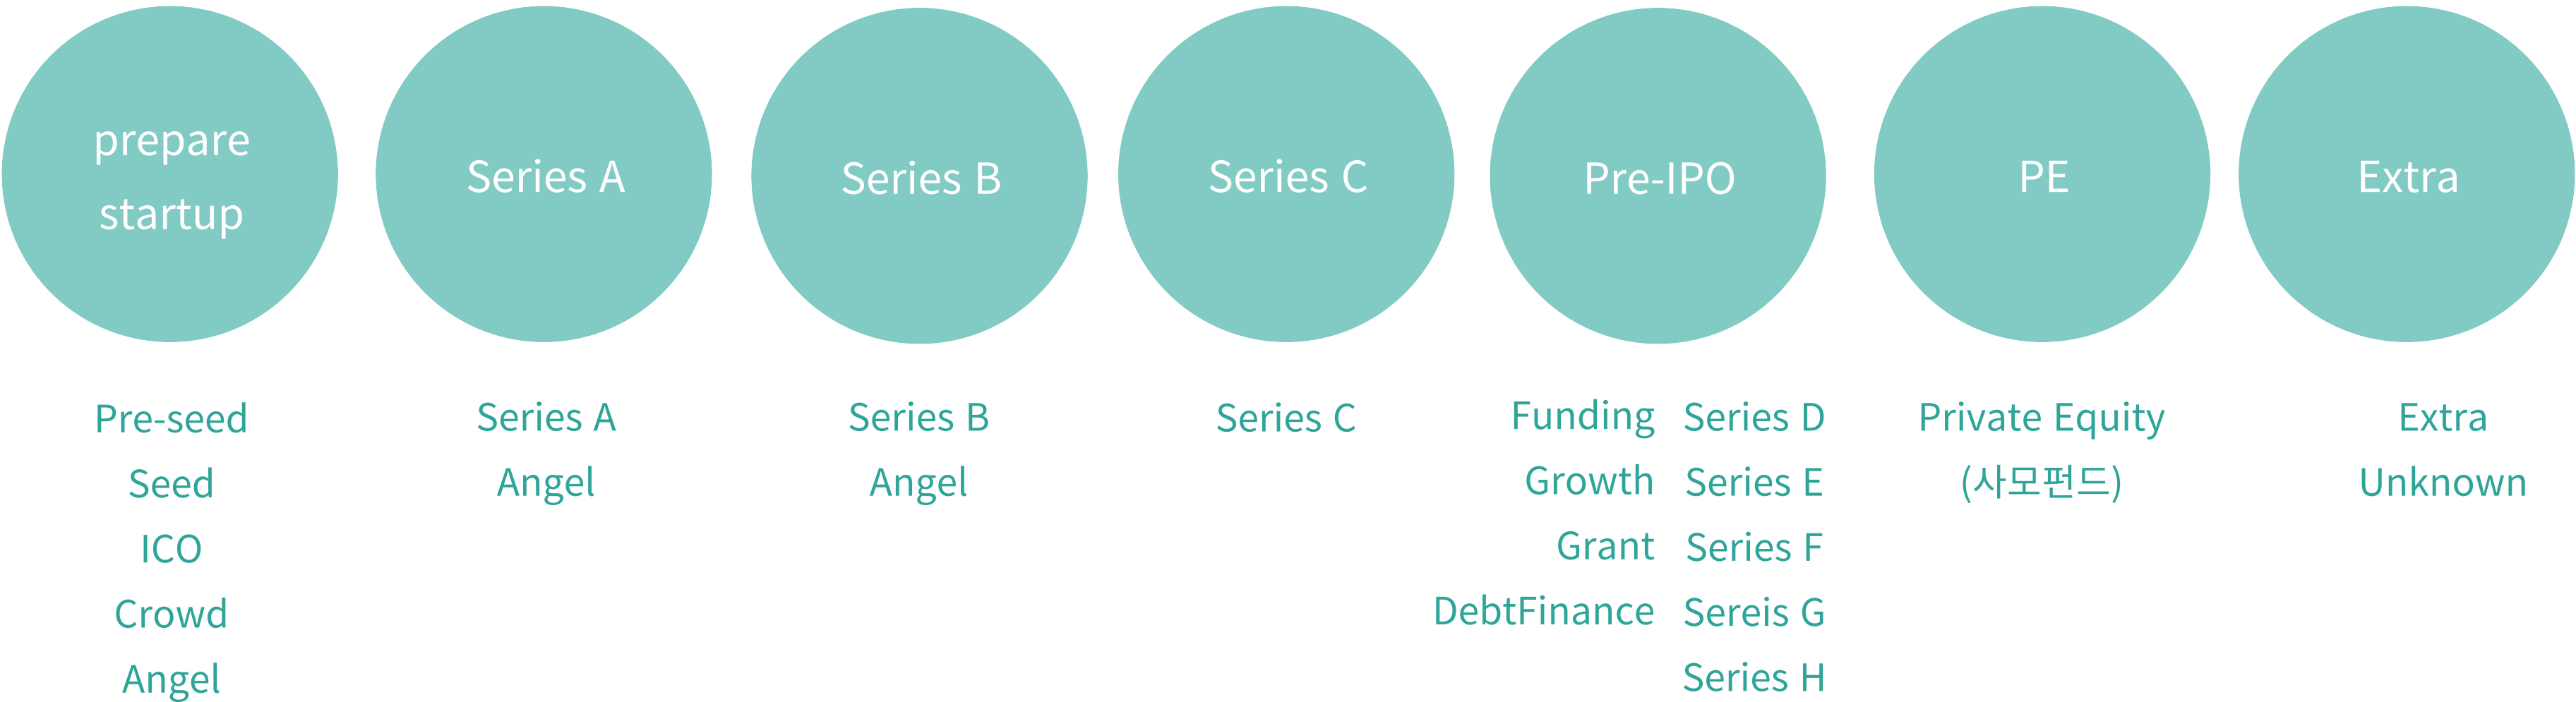 prepare
startup
Series A
Series B
Series C
Pre-IPO
PE
Extra
Pre-seed
Seed
ICO
Crowd
Angel
Series A
Angel
Series B
Angel
Series C
Funding
Growth
Grant
DebtFinance
Series D
Series E
Series F
Sereis G
Series H
Private Equity
(사모펀드)
Extra
Unknown